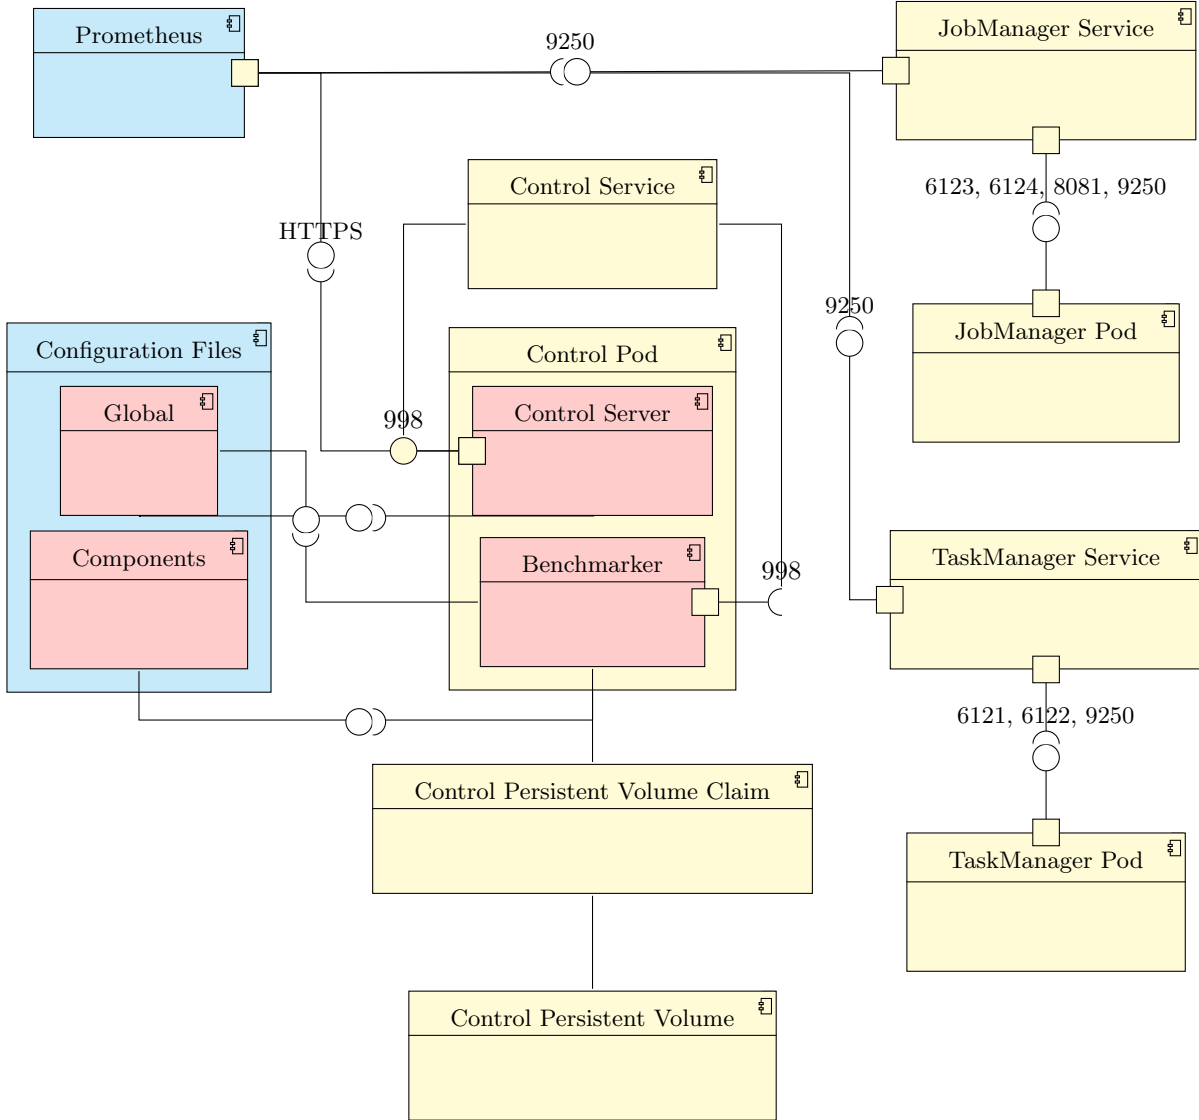 Prometheus
9250
JobManager Service
Control Service
6123, 6124, 8081, 9250
HTTPS
9250
JobManager Pod
Configuration Files
Control Pod
Global
998
Control Server
Components
Benchmarker
998
TaskManager Service
6121, 6122, 9250
Control Persistent Volume Claim
TaskManager Pod
Control Persistent Volume